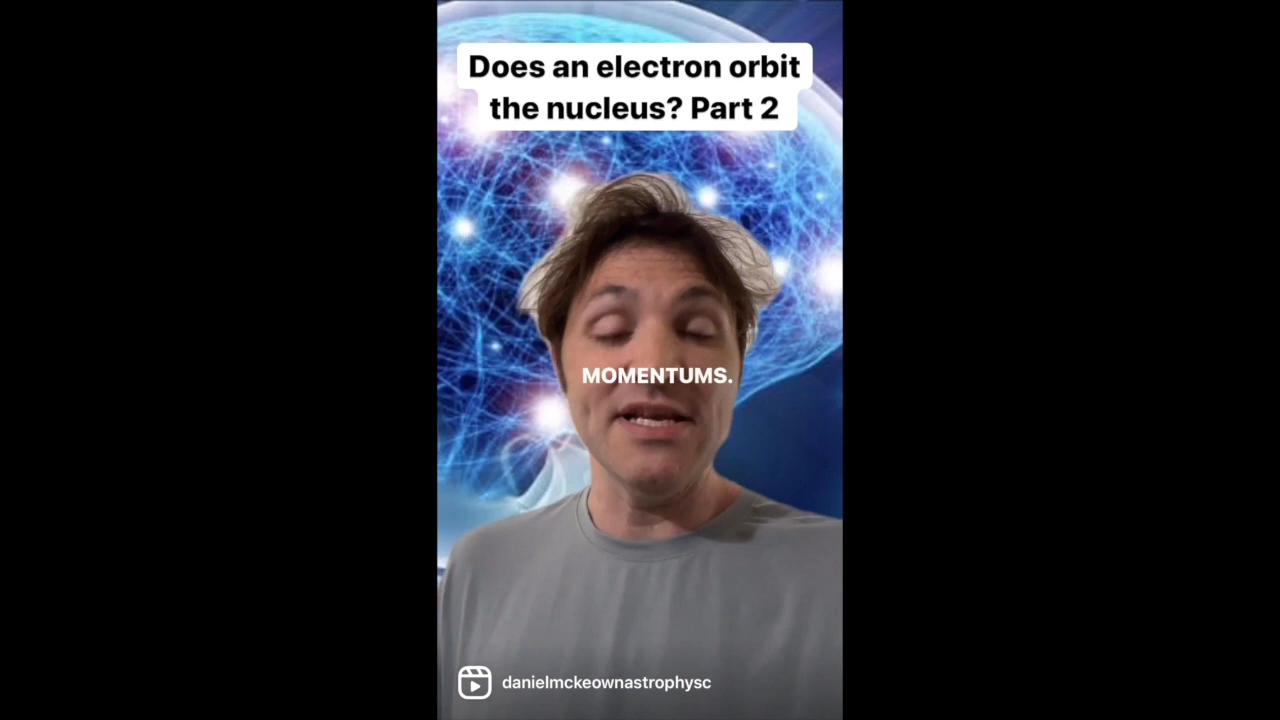 Does an electron orbit
the nucleus? Part 2
MOMENTUMS.
danielmckeownastrophysc